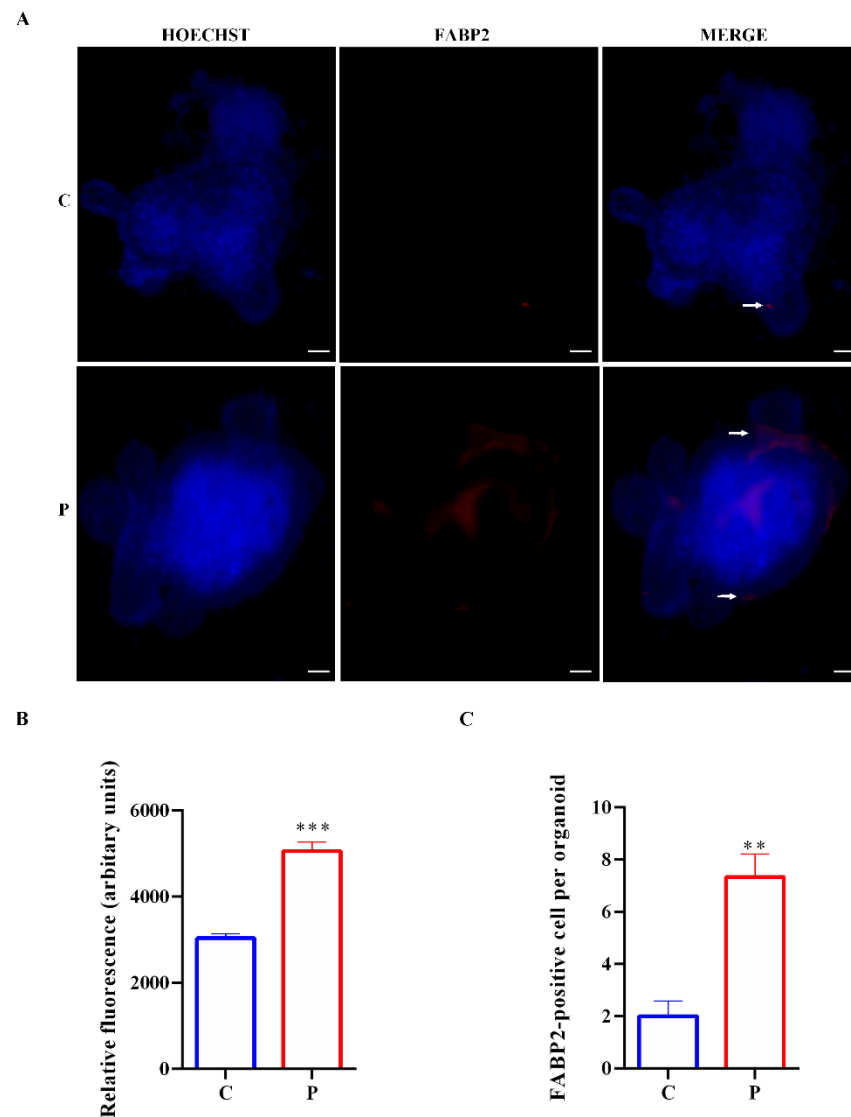 A
HOECHST FABP2 MERGE
C
P
B C
Relative fluorescence (arbitary units)
6000
4000
2000
0
***
C P
FABP2-positive cell per organoid
10
8
6
4
2
0
**
C P